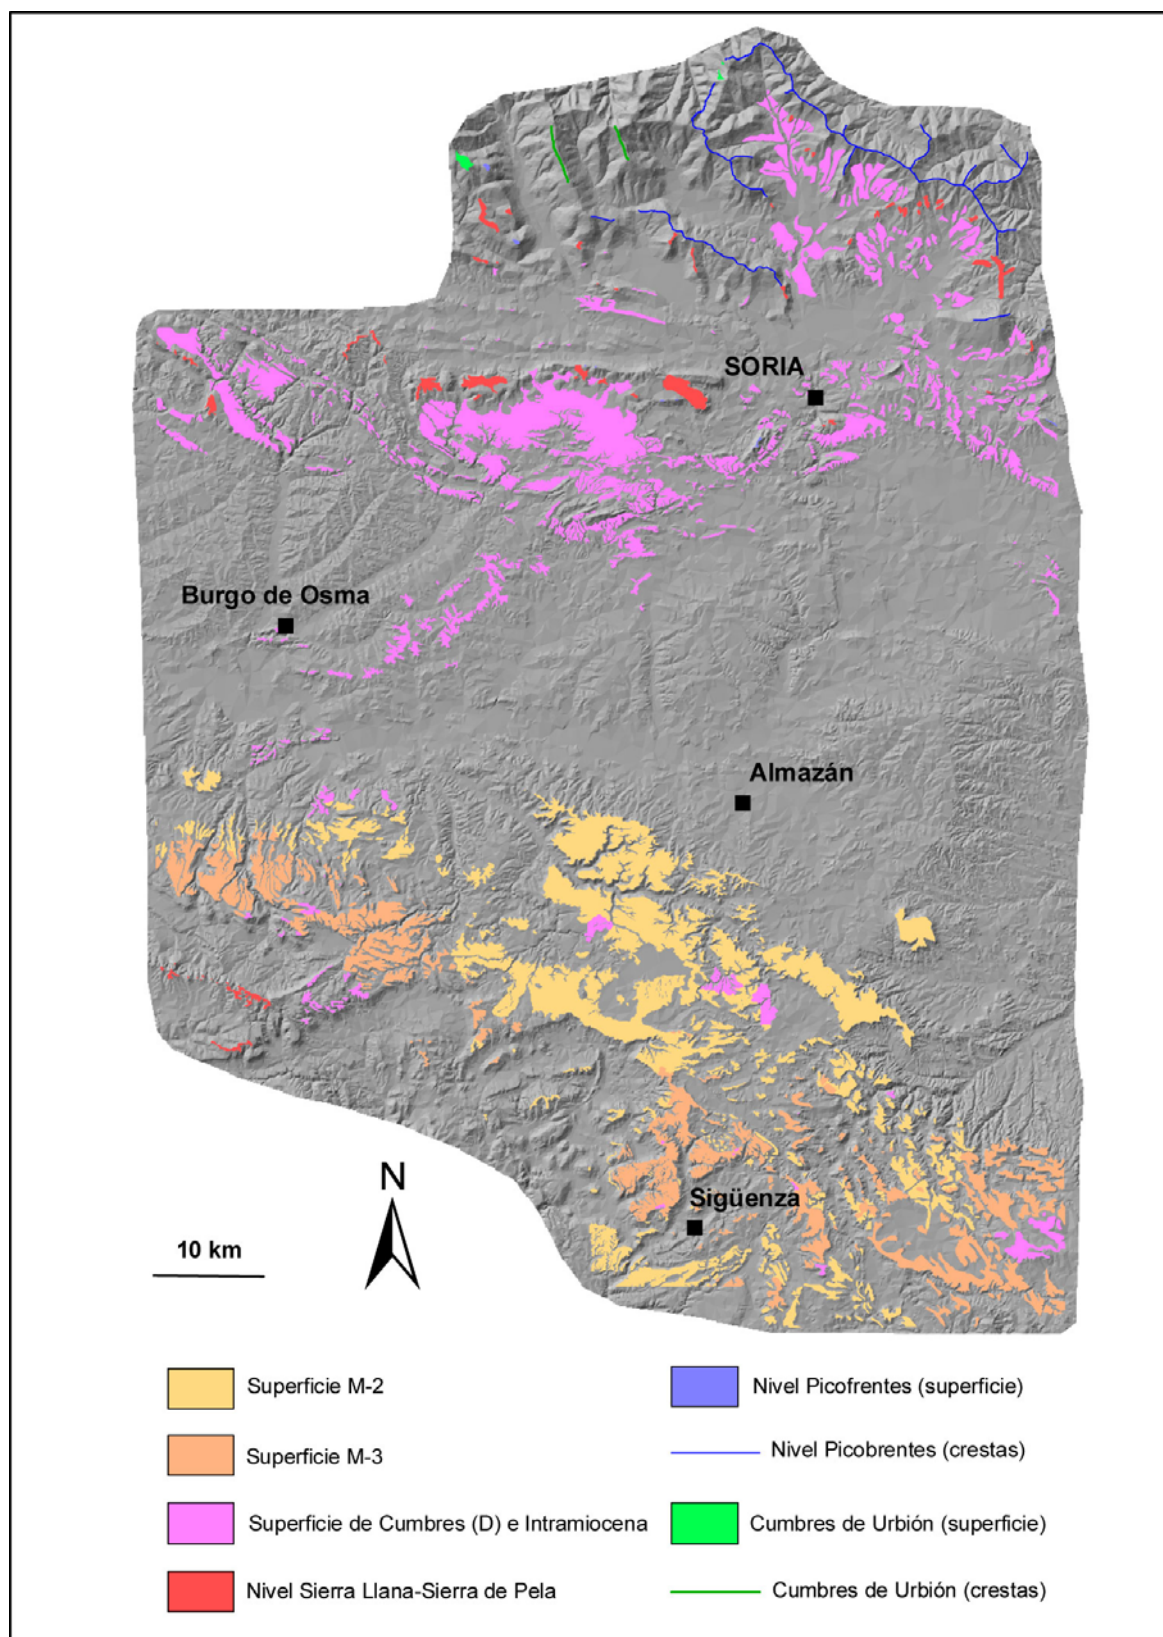 SORIA
Burgo de Osma
Almazán
N
Sigüenza
10 km
Superficie M-2
Superficie M-3
Superficie de Cumbres (D) e Intramiocena
Nivel Sierra Llana-Sierra de Pela
Nivel Picofrentes (superficie)
Nivel Picobrentes (crestas)
Cumbres de Urbión (superficie)
Cumbres de Urbión (crestas)